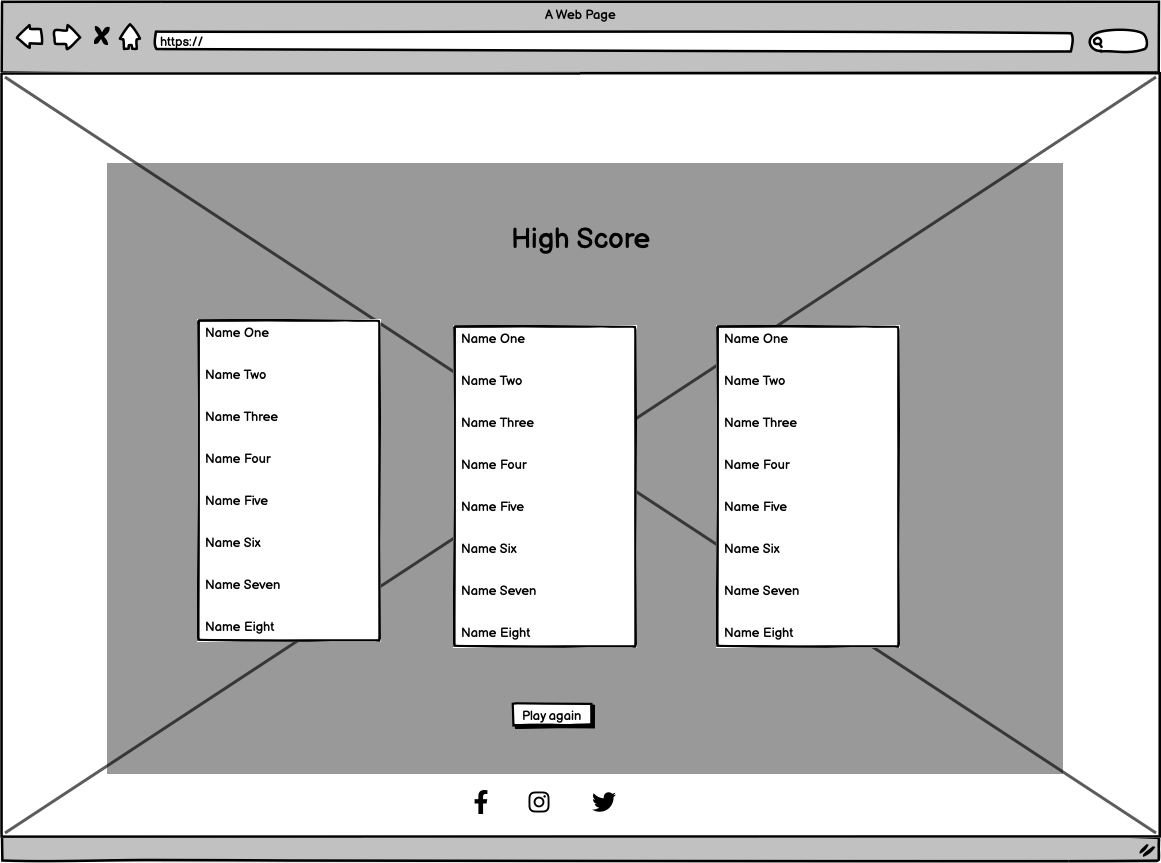 A Web Page
https://
High Score
Name One
Name Two
Name Three
Name Four
Name Five
Name Six
Name Seven
Name Eight
Name One
Name Two
Name Three
Name Four
Name Five
Name Six
Name Seven
Name Eight
Name One
Name Two
Name Three
Name Four
Name Five
Name Six
Name Seven
Name Eight
Play again